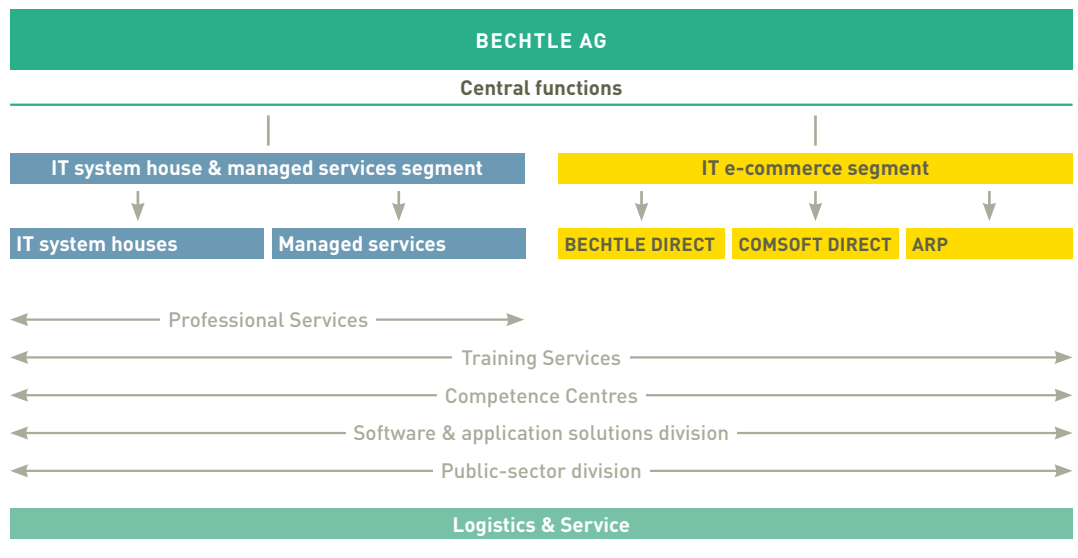 BECHTLE AG
Central functions
IT system house & managed services segment
IT e-commerce segment
IT system houses
Managed services
BECHTLE DIRECT
COMSOFT DIRECT
ARP
Professional Services
Training Services
Competence Centres
Software & application solutions division
Public-sector division
Logistics & Service